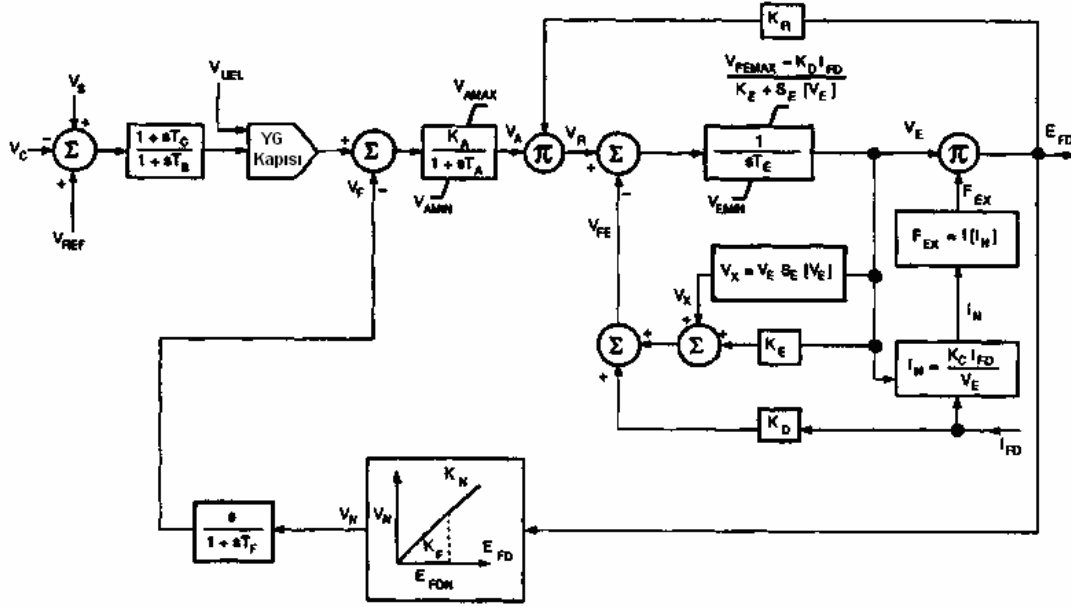 K_R
V_FEMAX - K_D I_FD
K_E + S_E [V_E]
V_S
V_UEL
V_AMAX
V_C
Σ
1 + sT_C
1 + sT_B
YG
Kapısı
Σ
K_A
1 + sT_A
V_A
π
V_R
Σ
1
sT_E
V_E
π
E_FD
V_REF
V_F
V_AMIN
V_EMIN
F_EX
V_FE
F_EX = f[I_N]
V_X = V_E S_E [V_E]
V_X
I_N
Σ
Σ
K_E
I_N = K_C I_FD
V_E
K_D
I_FD
s
1 + sT_F
V_N
V_N
K_N
K_F
E_FD
E_FDN